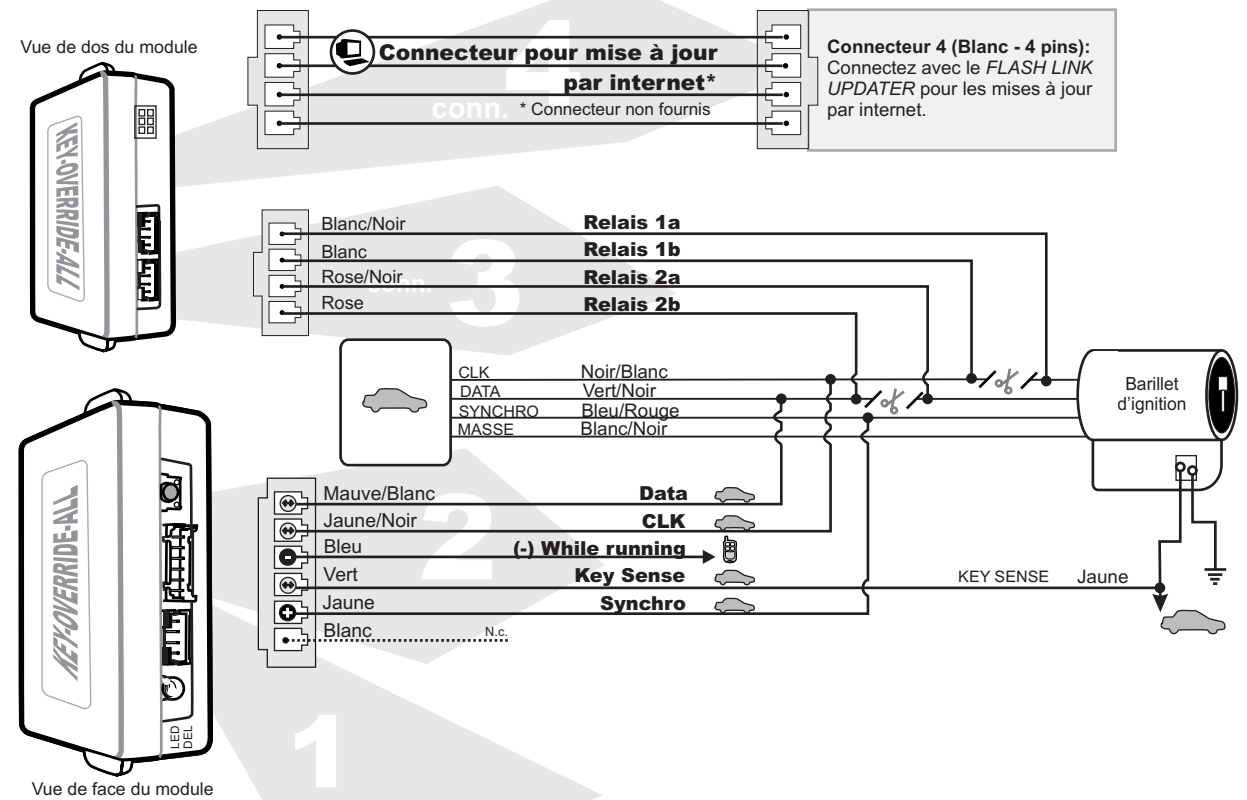 Vue de dos du module
KEY-OVERRIDE-ALL
4
conn.
Connecteur pour mise à jour
par internet*
* Connecteur non fournis
Connecteur 4 (Blanc - 4 pins):
Connectez avec le FLASH LINK
UPDATER pour les mises à jour
par internet.
3
conn.
Blanc/Noir Relais 1a
Blanc Relais 1b
Rose/Noir Relais 2a
Rose Relais 2b
CLK Noir/Blanc
DATA Vert/Noir
SYNCHRO Bleu/Rouge
MASSE Blanc/Noir
Barillet
d'ignition
2
Mauve/Blanc Data
Jaune/Noir CLK
Bleu (-) While running
Vert Key Sense
KEY SENSE Jaune
Jaune Synchro
Blanc N.c.
1
KEY-OVERRIDE-ALL
LED
DEL
Vue de face du module